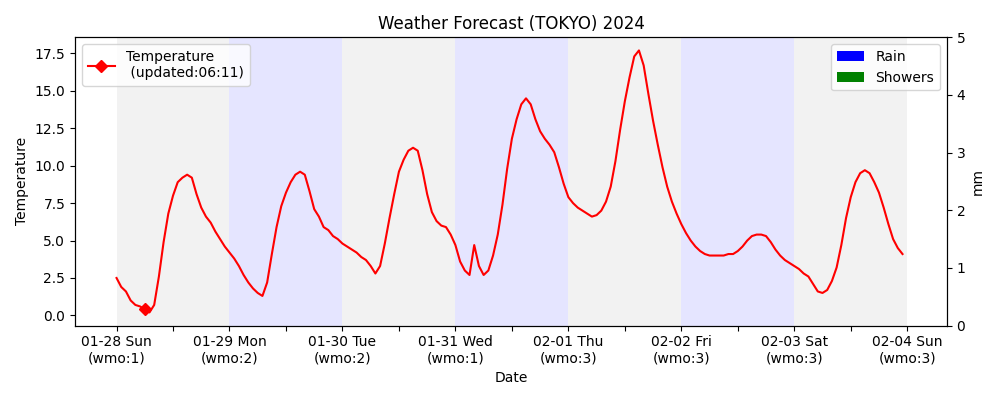 Weather Forecast (TOKYO) 2024
Temperature
(updated:06:11)
Rain
Showers
17.5
15.0
12.5
10.0
7.5
5.0
2.5
0.0
Temperature
5
4
3
2
1
0
mm
01-28 Sun
(wmo:1)
01-29 Mon
(wmo:2)
01-30 Tue
(wmo:2)
01-31 Wed
(wmo:1)
02-01 Thu
(wmo:3)
02-02 Fri
(wmo:3)
02-03 Sat
(wmo:3)
02-04 Sun
(wmo:3)
Date